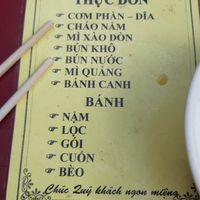 THỰC ĐƠN
CƠM PHẦN – DĨA
CHÁO NẤM
MÌ XÀO DÒN
BÚN KHÔ
BÚN NƯỚC
MÌ QUẢNG
BÁNH CANH
BÁNH
NẬM
LỌC
GÓI
CUỐN
BÈO
Chúc Quý khách ngon miệng